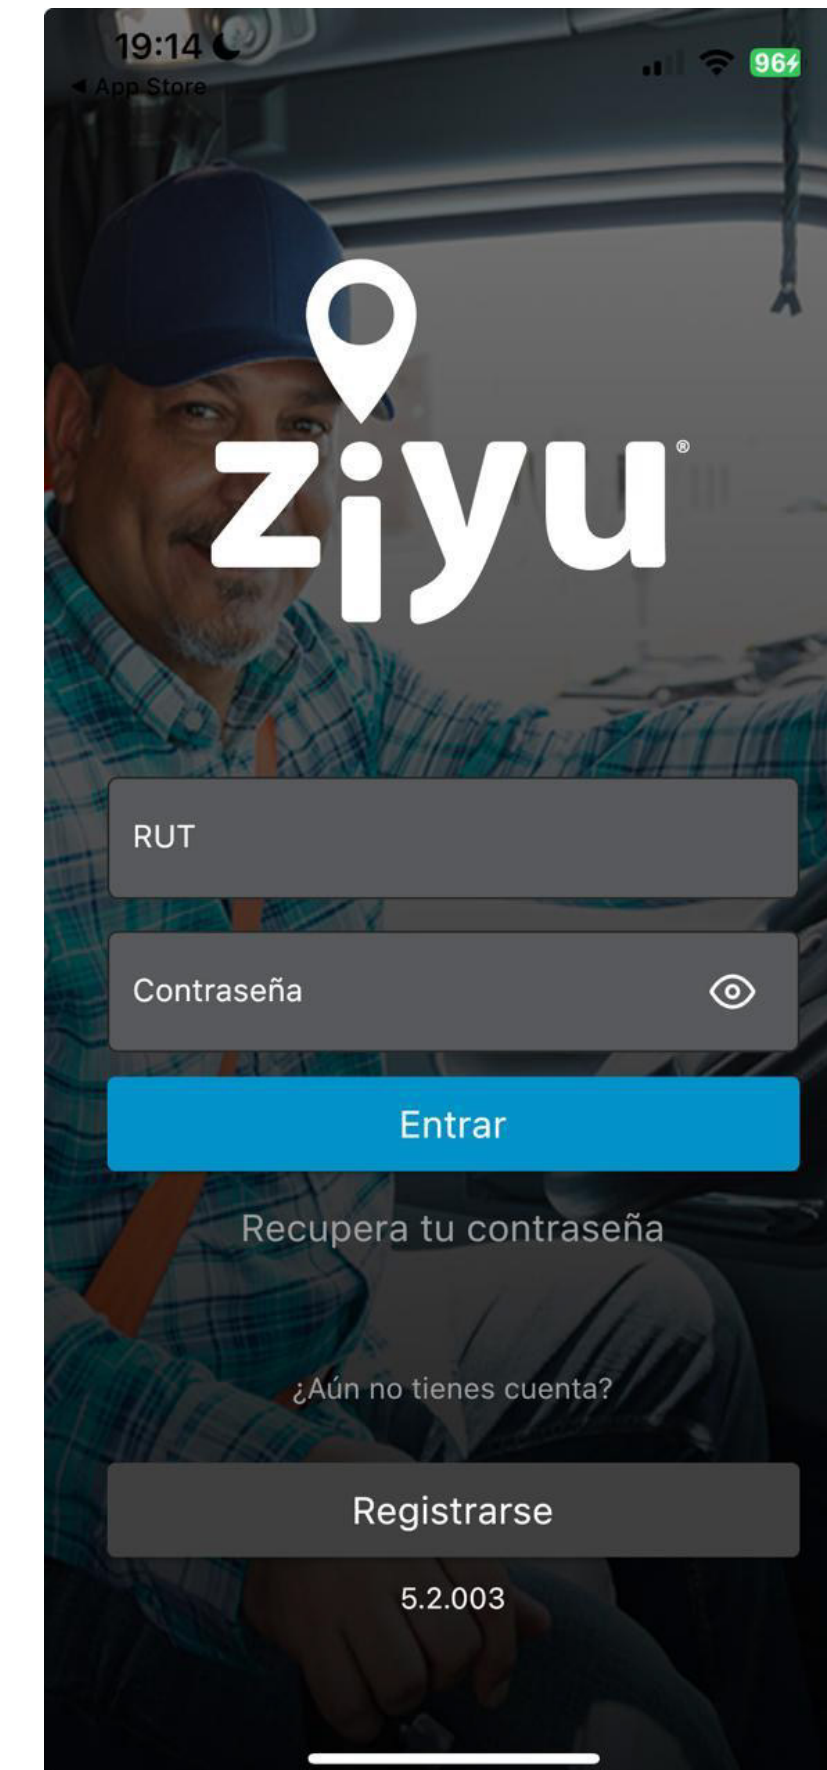 19:14
96
◀ App Store
ziyu®
RUT
Contraseña
Entrar
Recupera tu contraseña
¿Aún no tienes cuenta?
Registrarse
5.2.003